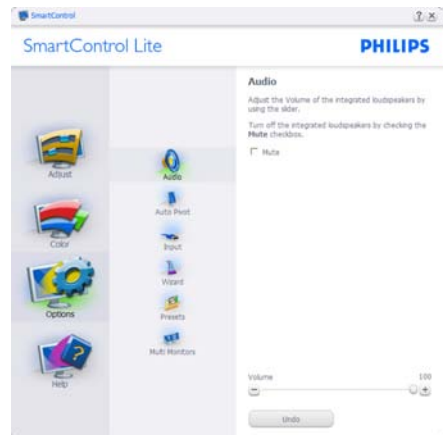 SmartControl
? ×
SmartControl Lite
PHILIPS
Adjust
Color
Options
Help
Audio
Auto Pivot
Input
Wizard
Presets
Multi Monitors
Audio
Adjust the Volume of the integrated loudspeakers by
using the slider.
Turn off the integrated loudspeakers by checking the
Mute checkbox.
Mute
Volume 100
Undo